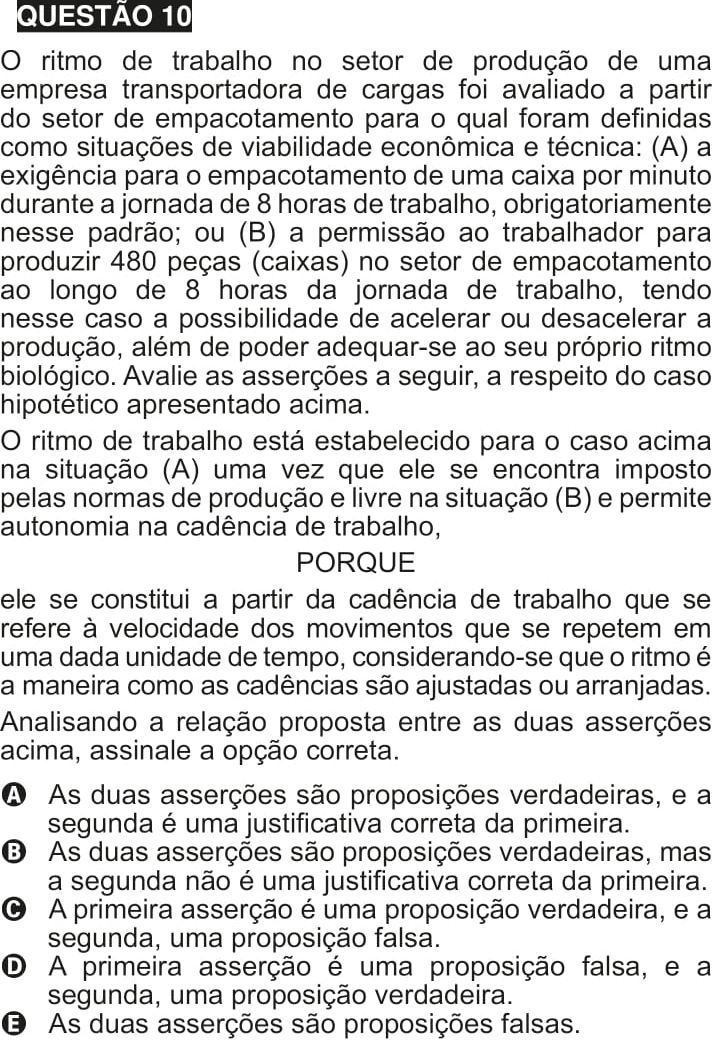 QUESTÃO 10
O ritmo de trabalho no setor de produção de uma
empresa transportadora de cargas foi avaliado a partir
do setor de empacotamento para o qual foram definidas
como situações de viabilidade econômica e técnica: (A) a
exigência para o empacotamento de uma caixa por minuto
durante a jornada de 8 horas de trabalho, obrigatoriamente
nesse padrão; ou (B) a permissão ao trabalhador para
produzir 480 peças (caixas) no setor de empacotamento
ao longo de 8 horas da jornada de trabalho, tendo
nesse caso a possibilidade de acelerar ou desacelerar a
produção, além de poder adequar-se ao seu próprio ritmo
biológico. Avalie as asserções a seguir, a respeito do caso
hipotético apresentado acima.
O ritmo de trabalho está estabelecido para o caso acima
na situação (A) uma vez que ele se encontra imposto
pelas normas de produção e livre na situação (B) e permite
autonomia na cadência de trabalho,
PORQUE
ele se constitui a partir da cadência de trabalho que se
refere à velocidade dos movimentos que se repetem em
uma dada unidade de tempo, considerando-se que o ritmo é
a maneira como as cadências são ajustadas ou arranjadas.
Analisando a relação proposta entre as duas asserções
acima, assinale a opção correta.
A As duas asserções são proposições verdadeiras, e a
segunda é uma justificativa correta da primeira.
B As duas asserções são proposições verdadeiras, mas
a segunda não é uma justificativa correta da primeira.
C A primeira asserção é uma proposição verdadeira, e a
segunda, uma proposição falsa.
D A primeira asserção é uma proposição falsa, e a
segunda, uma proposição verdadeira.
E As duas asserções são proposições falsas.